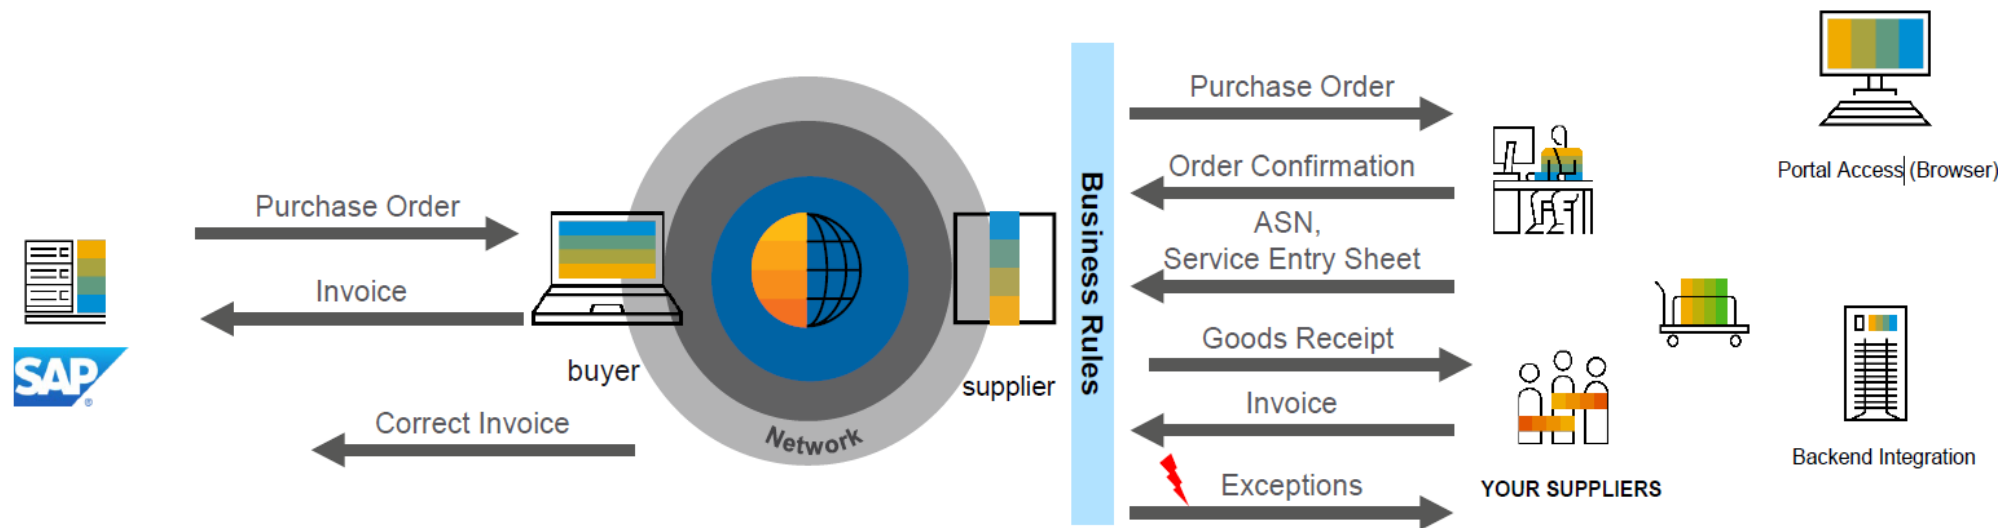 Purchase Order
Invoice
SAP
®
Correct Invoice
buyer
Network
supplier
Business Rules
Purchase Order
Order Confirmation
ASN,
Service Entry Sheet
Goods Receipt
Invoice
Exceptions
YOUR SUPPLIERS
Portal Access (Browser)
Backend Integration